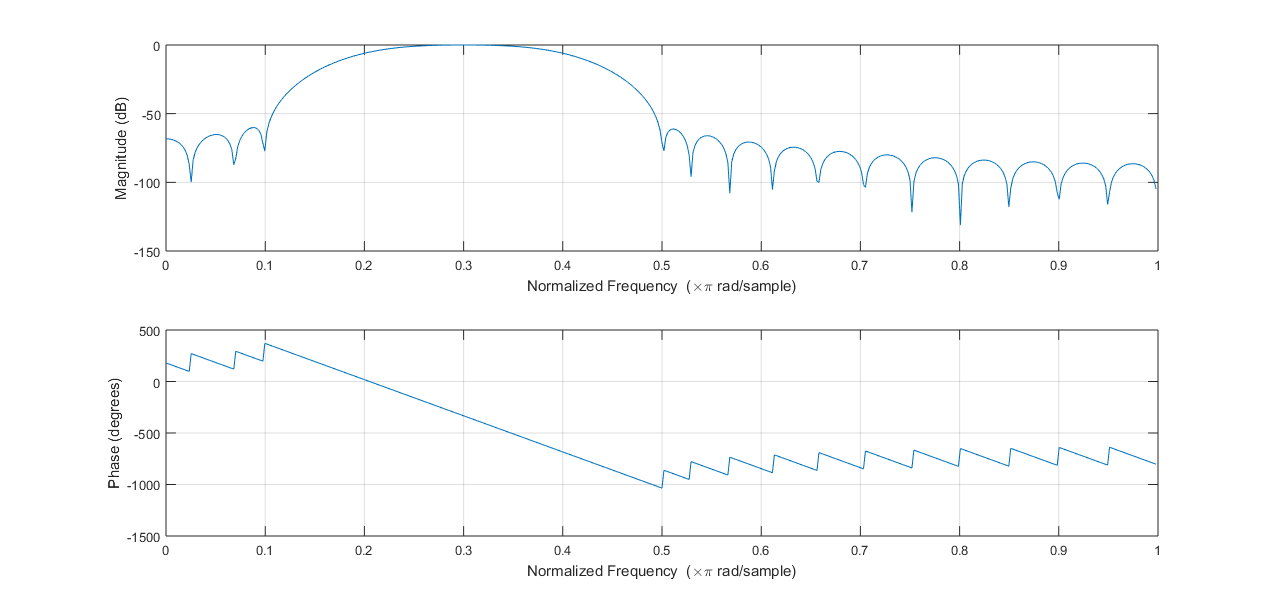 0
-50
-100
-150
Magnitude (dB)
0 0.1 0.2 0.3 0.4 0.5 0.6 0.7 0.8 0.9 1
Normalized Frequency (×π rad/sample)
500
0
-500
-1000
-1500
Phase (degrees)
0 0.1 0.2 0.3 0.4 0.5 0.6 0.7 0.8 0.9 1
Normalized Frequency (×π rad/sample)